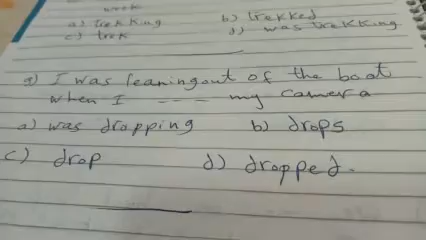 week
a) trekking b) trekked
c) trek d) was trekking
g) I was leaning out of the boat
when I ---- my camera
a) was dropping b) drops
c) drop d) dropped.